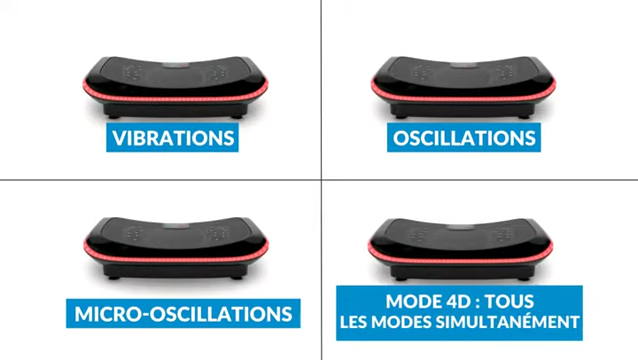 VIBRATIONS
OSCILLATIONS
MICRO-OSCILLATIONS
MODE 4D : TOUS
LES MODES SIMULTANÉMENT